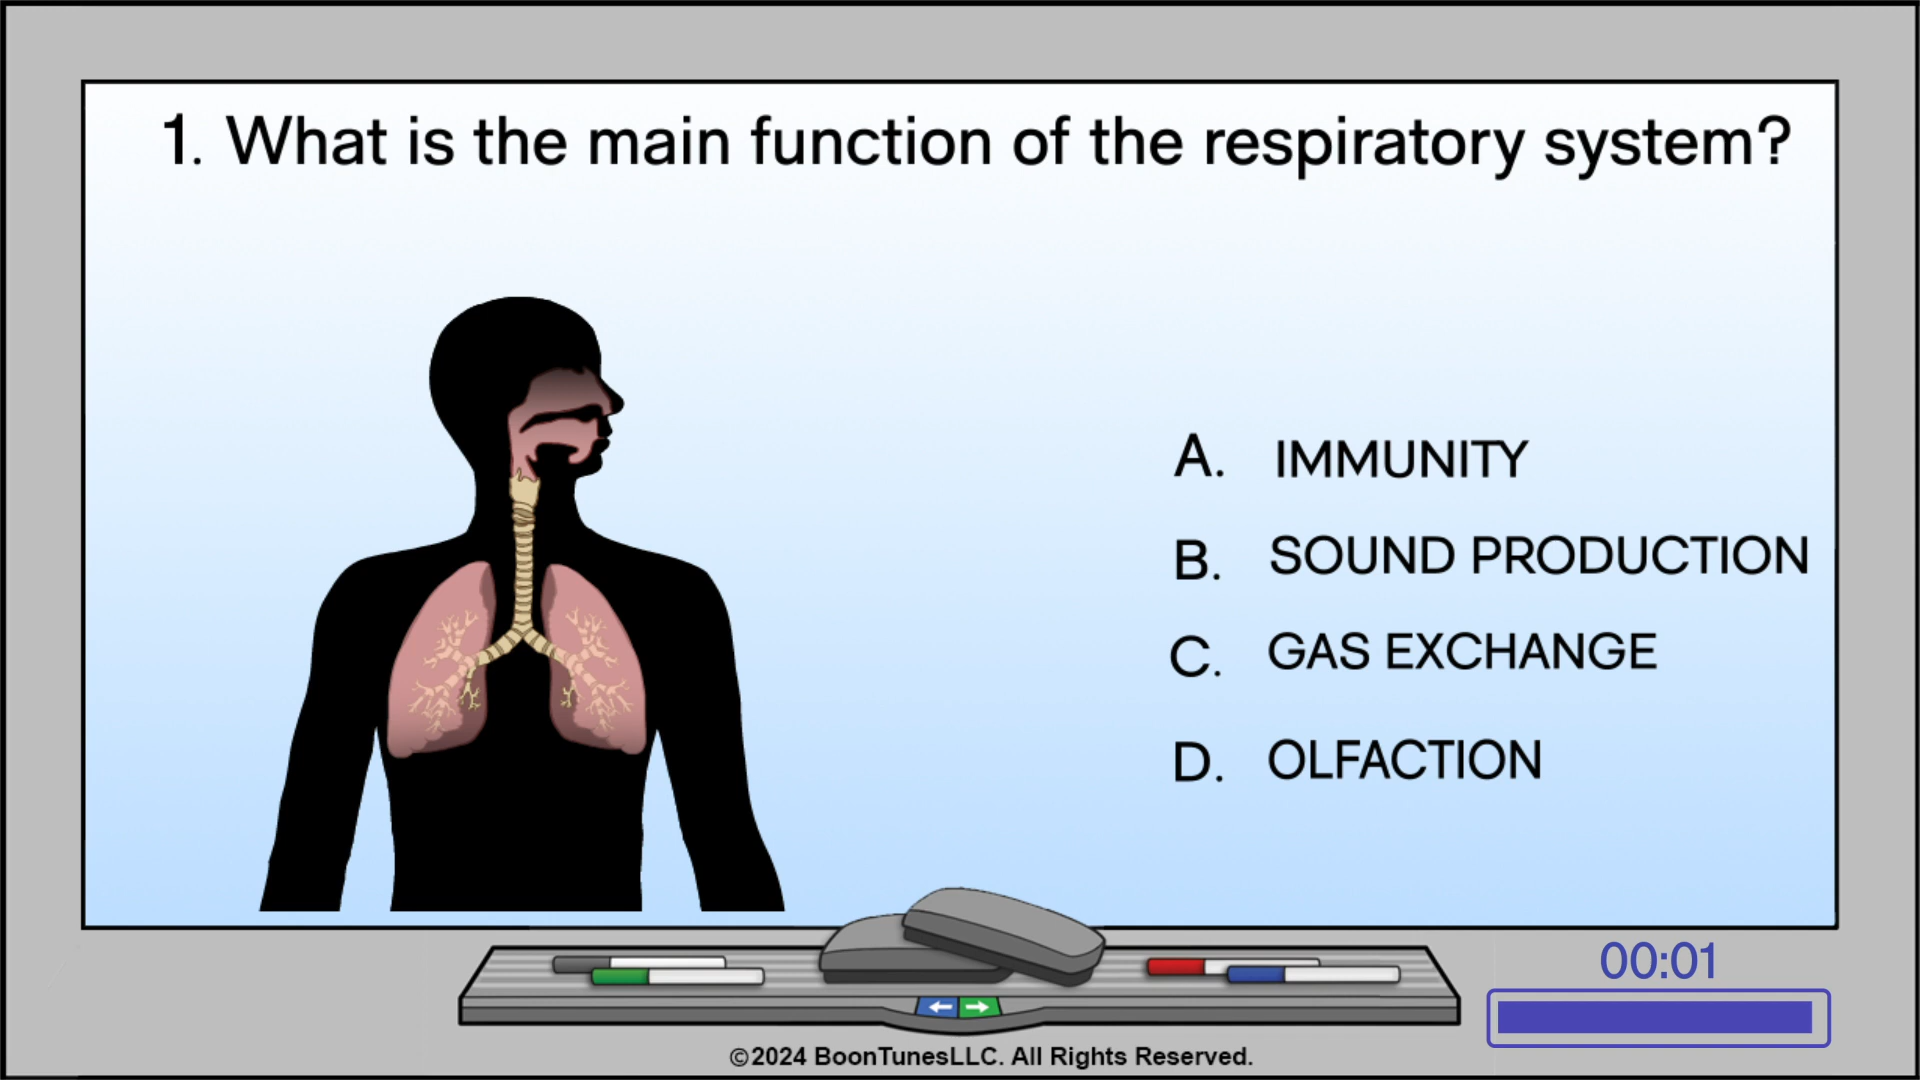 1. What is the main function of the respiratory system?
A. IMMUNITY
B. SOUND PRODUCTION
C. GAS EXCHANGE
D. OLFACTION
00:01
©2024 BoonTunesLLC. All Rights Reserved.